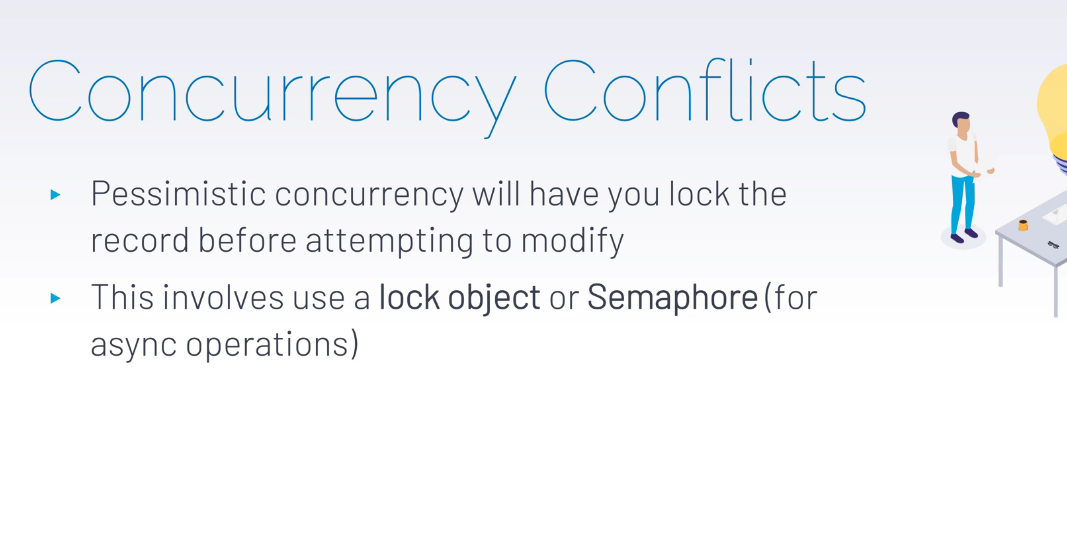 Concurrency Conflicts
Pessimistic concurrency will have you lock the
record before attempting to modify
This involves use a lock object or Semaphore (for
async operations)